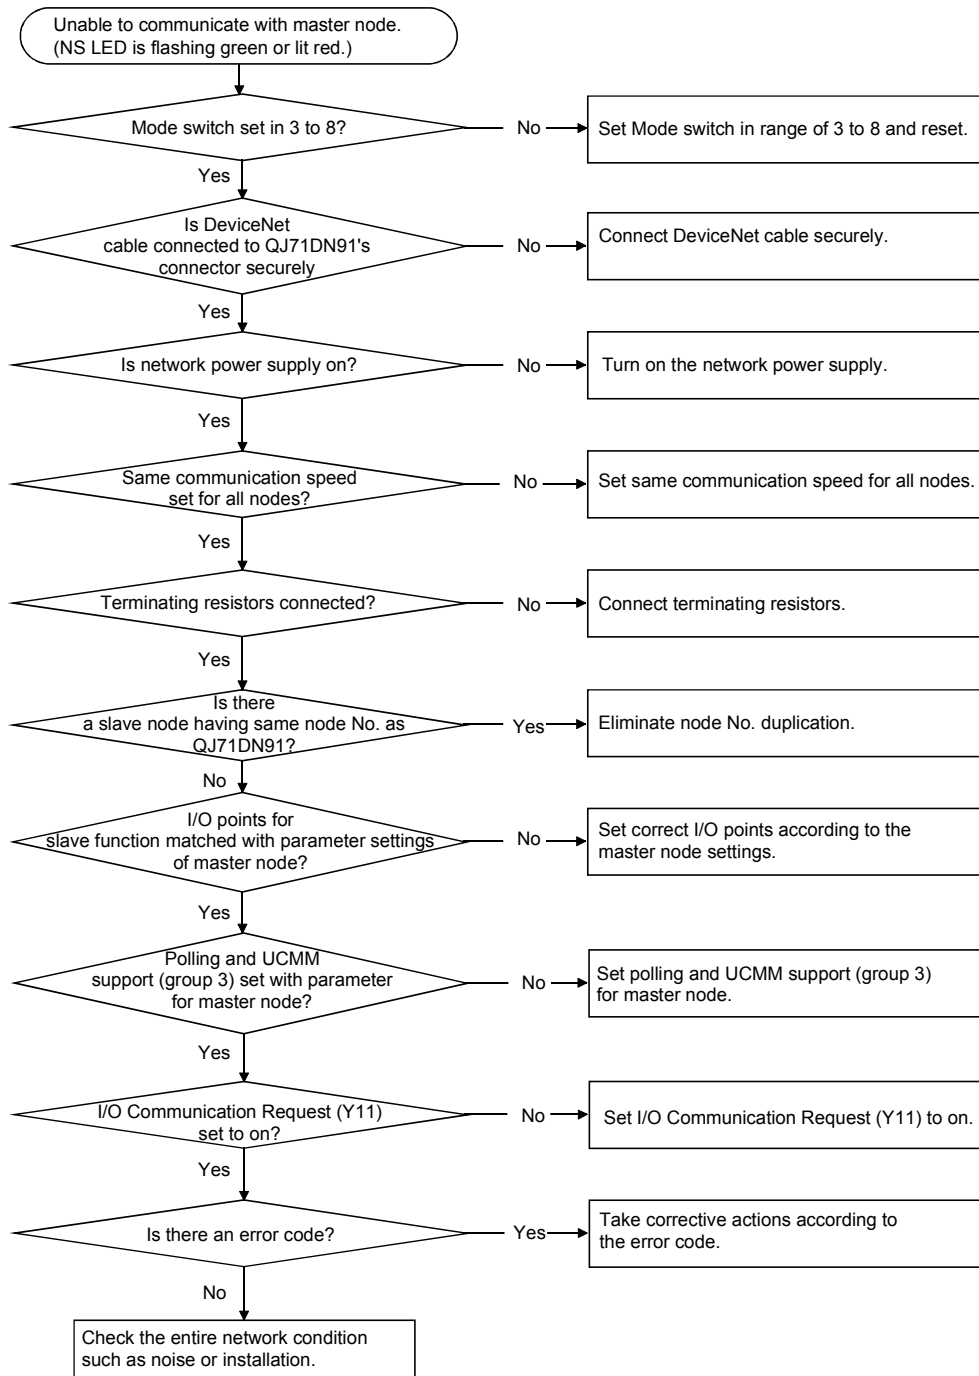 Unable to communicate with master node.
(NS LED is flashing green or lit red.)
Mode switch set in 3 to 8?
No
Set Mode switch in range of 3 to 8 and reset.
Yes
Is DeviceNet
cable connected to QJ71DN91's
connector securely
No
Connect DeviceNet cable securely.
Yes
Is network power supply on?
No
Turn on the network power supply.
Yes
Same communication speed
set for all nodes?
No
Set same communication speed for all nodes.
Yes
Terminating resistors connected?
No
Connect terminating resistors.
Yes
Is there
a slave node having same node No. as
QJ71DN91?
Yes
Eliminate node No. duplication.
No
I/O points for
slave function matched with parameter settings
of master node?
No
Set correct I/O points according to the
master node settings.
Yes
Polling and UCMM
support (group 3) set with parameter
for master node?
No
Set polling and UCMM support (group 3)
for master node.
Yes
I/O Communication Request (Y11)
set to on?
No
Set I/O Communication Request (Y11) to on.
Yes
Is there an error code?
Yes
Take corrective actions according to
the error code.
No
Check the entire network condition
such as noise or installation.